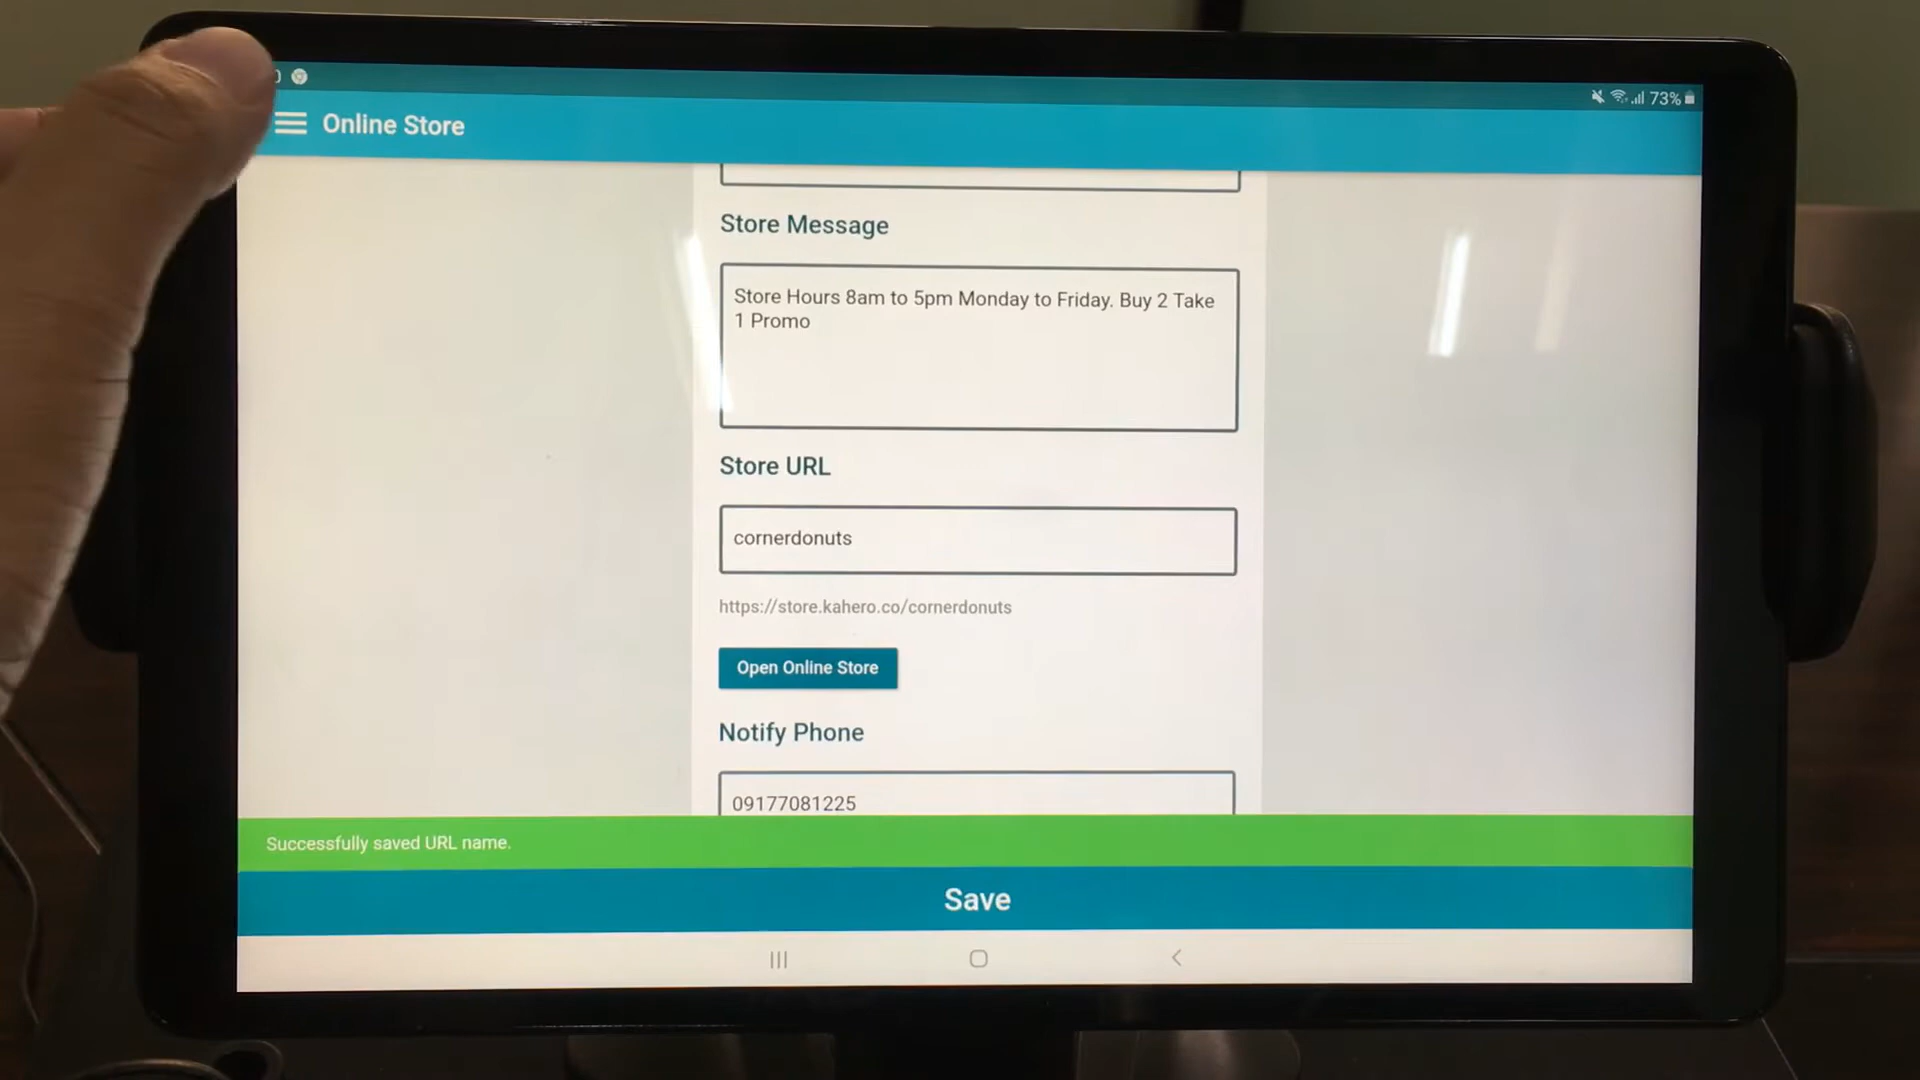 73%
Online Store
Store Message
Store Hours 8am to 5pm Monday to Friday. Buy 2 Take
1 Promo
Store URL
cornerdonuts
https://store.kahero.co/cornerdonuts
Open Online Store
Notify Phone
09177081225
Successfully saved URL name.
Save